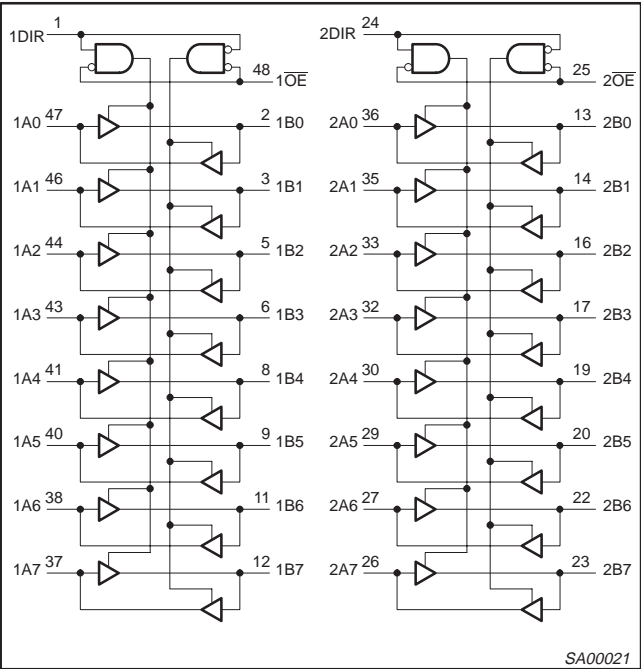 1DIR 1 2DIR 24
48 1O̅E̅ 25 2O̅E̅
1A0 47 2 1B0 2A0 36 13 2B0
1A1 46 3 1B1 2A1 35 14 2B1
1A2 44 5 1B2 2A2 33 16 2B2
1A3 43 6 1B3 2A3 32 17 2B3
1A4 41 8 1B4 2A4 30 19 2B4
1A5 40 9 1B5 2A5 29 20 2B5
1A6 38 11 1B6 2A6 27 22 2B6
1A7 37 12 1B7 2A7 26 23 2B7
SA00021